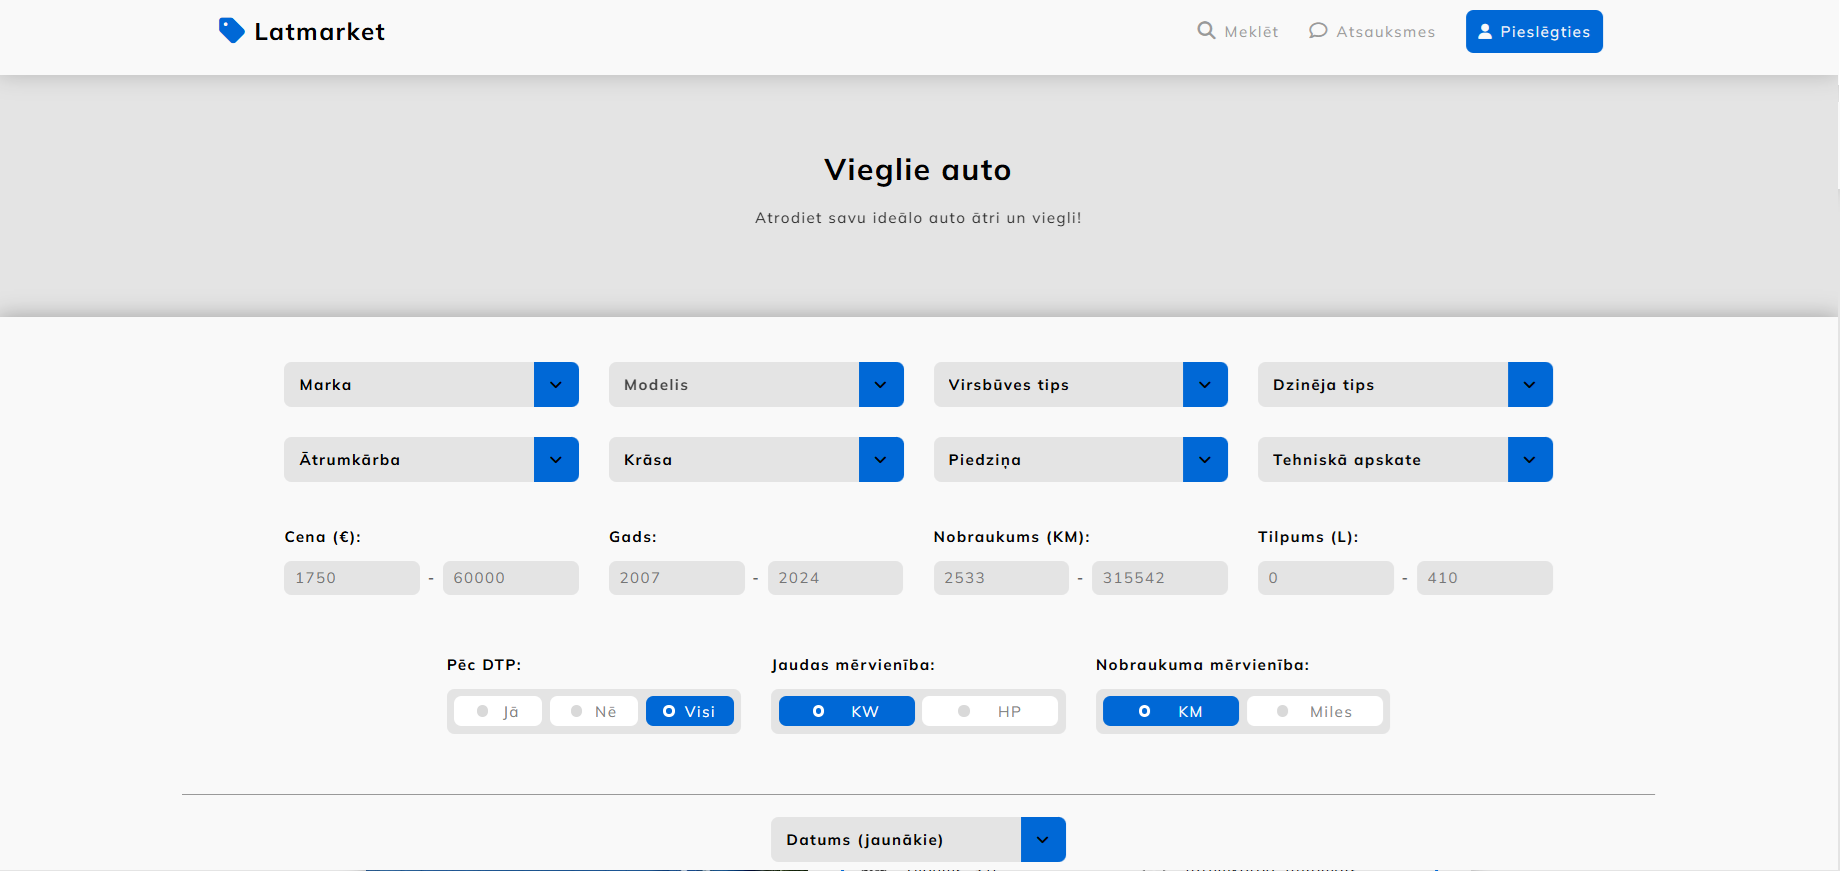 Latmarket
Meklēt
Atsauksmes
Pieslēgties
Vieglie auto
Atrodiet savu ideālo auto ātri un viegli!
Marka
Modelis
Virsbūves tips
Dzinēja tips
Ātrumkārba
Krāsa
Piedziņa
Tehniskā apskate
Cena (€):
Gads:
Nobraukums (KM):
Tilpums (L):
1750 - 60000
2007 - 2024
2533 - 315542
0 - 410
Pēc DTP:
Jaudas mērvienība:
Nobraukuma mērvienība:
Jā
Nē
Visi
KW
HP
KM
Miles
Datums (jaunākie)